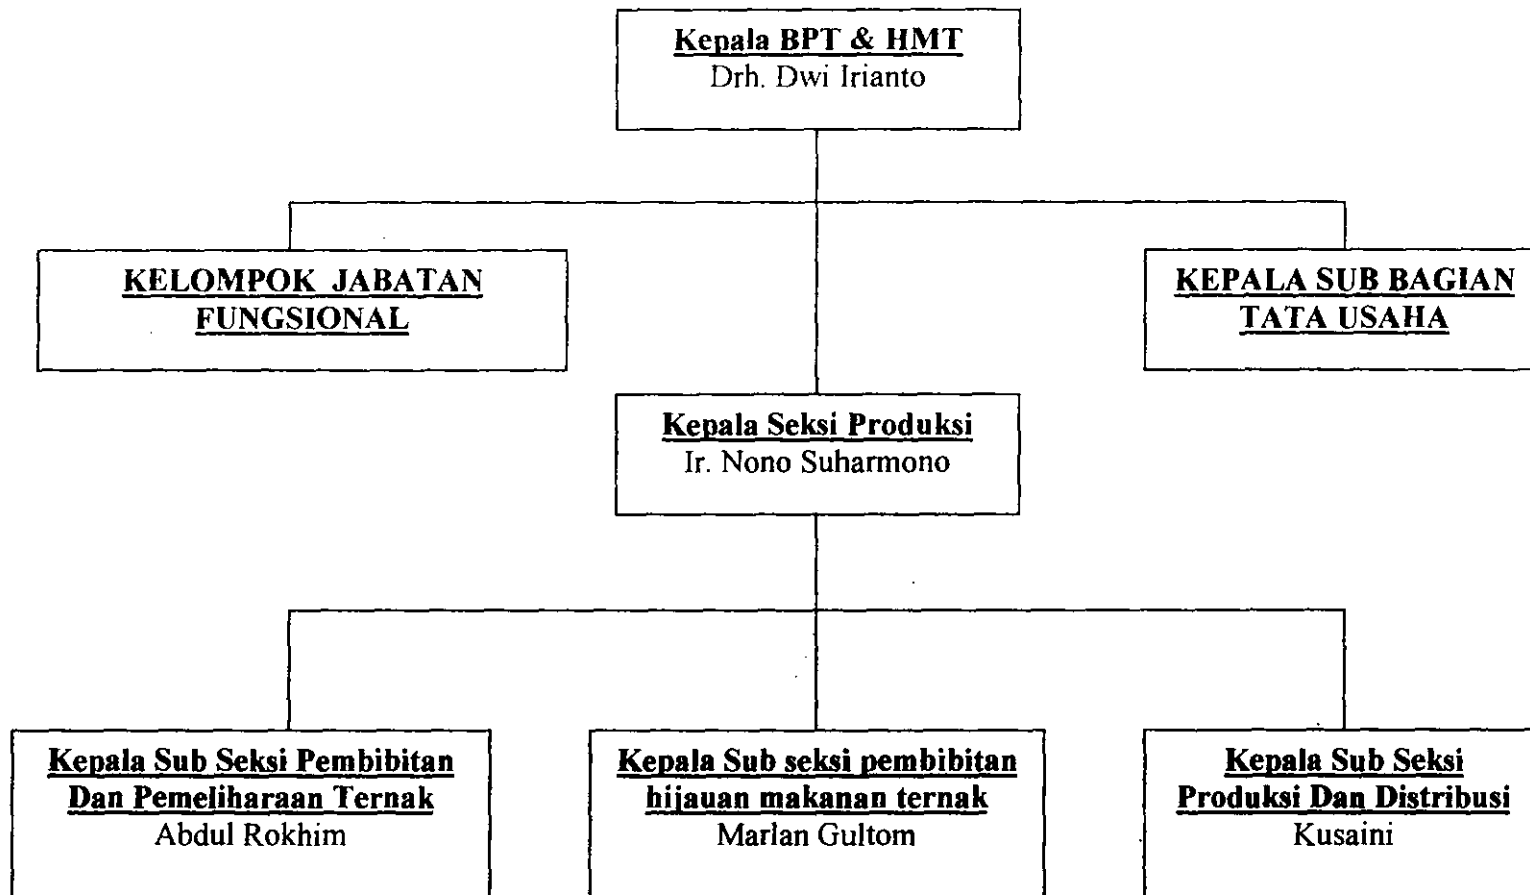 Kepala BPT & HMT
Drh. Dwi Irianto
KELOMPOK JABATAN
FUNGSIONAL
KEPALA SUB BAGIAN
TATA USAHA
Kepala Seksi Produksi
Ir. Nono Suharmono
Kepala Sub Seksi Pembibitan
Dan Pemeliharaan Ternak
Abdul Rokhim
Kepala Sub seksi pembibitan
hijauan makanan ternak
Marlan Gultom
Kepala Sub Seksi
Produksi Dan Distribusi
Kusaini